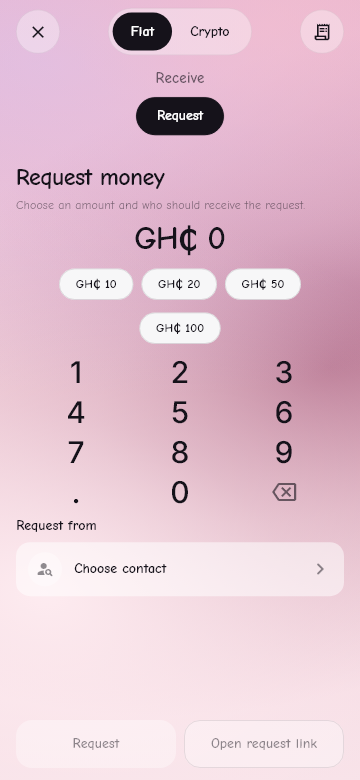 Fiat Crypto
Receive
Request
Request money
Choose an amount and who should receive the request.
GH₵ 0
GH₵ 10 GH₵ 20 GH₵ 50
GH₵ 100
1 2 3
4 5 6
7 8 9
. 0
Request from
Choose contact
Request Open request link